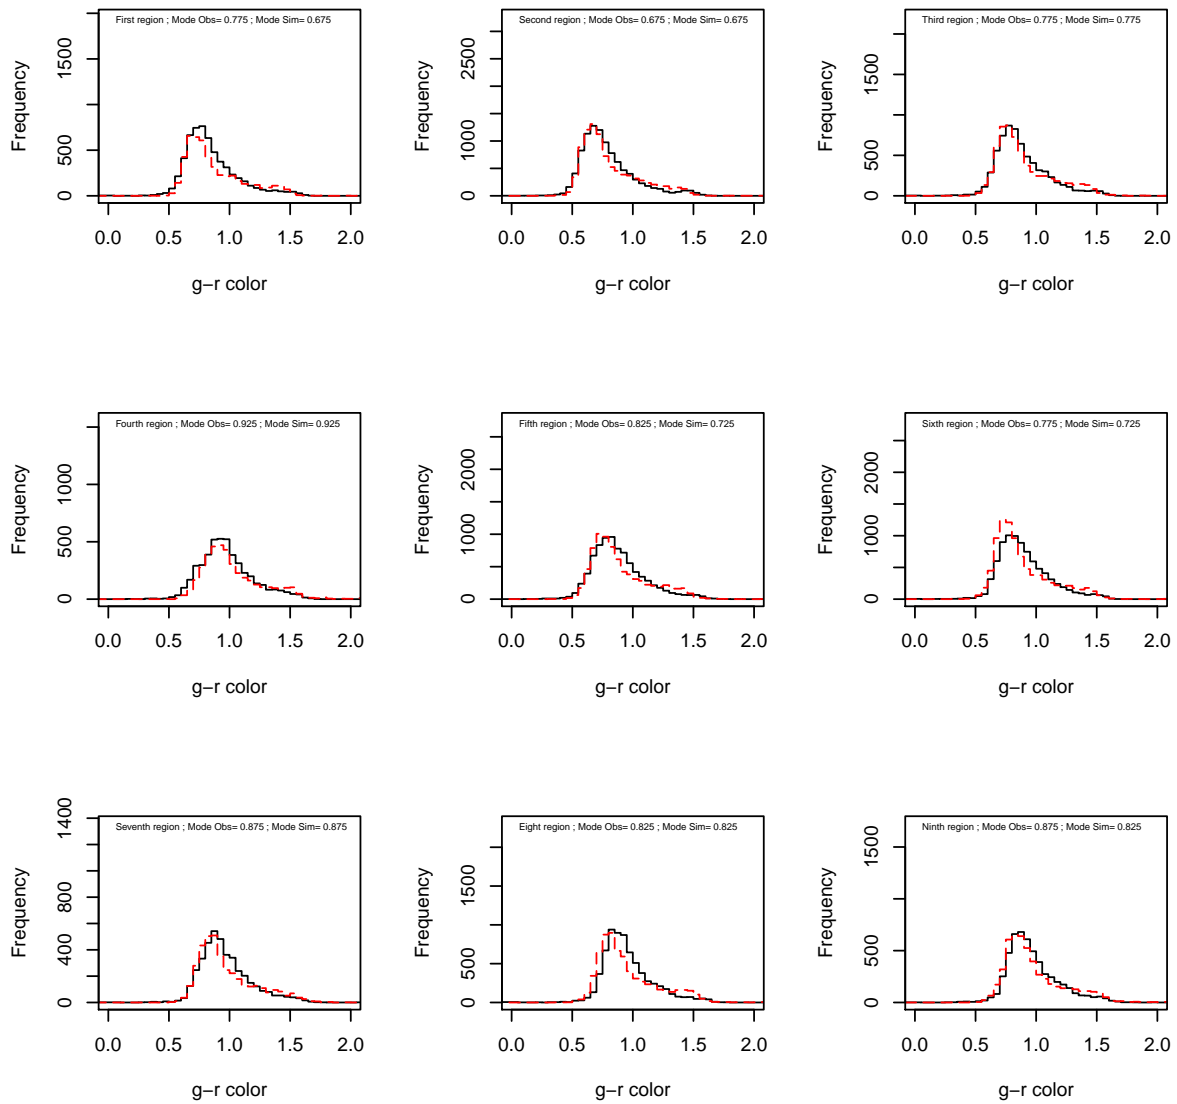 First region ; Mode Obs= 0.775 ; Mode Sim= 0.675
Frequency
0 500 1500
0.0 0.5 1.0 1.5 2.0
g−r color
Second region ; Mode Obs= 0.675 ; Mode Sim= 0.675
Frequency
0 500 1500 2500
0.0 0.5 1.0 1.5 2.0
g−r color
Third region ; Mode Obs= 0.775 ; Mode Sim= 0.775
Frequency
0 500 1500
0.0 0.5 1.0 1.5 2.0
g−r color
Fourth region ; Mode Obs= 0.925 ; Mode Sim= 0.925
Frequency
0 500 1000
0.0 0.5 1.0 1.5 2.0
g−r color
Fifth region ; Mode Obs= 0.825 ; Mode Sim= 0.725
Frequency
0 1000 2000
0.0 0.5 1.0 1.5 2.0
g−r color
Sixth region ; Mode Obs= 0.775 ; Mode Sim= 0.725
Frequency
0 1000 2000
0.0 0.5 1.0 1.5 2.0
g−r color
Seventh region ; Mode Obs= 0.875 ; Mode Sim= 0.875
Frequency
0 400 800 1400
0.0 0.5 1.0 1.5 2.0
g−r color
Eight region ; Mode Obs= 0.825 ; Mode Sim= 0.825
Frequency
0 500 1500
0.0 0.5 1.0 1.5 2.0
g−r color
Ninth region ; Mode Obs= 0.875 ; Mode Sim= 0.825
Frequency
0 500 1500
0.0 0.5 1.0 1.5 2.0
g−r color